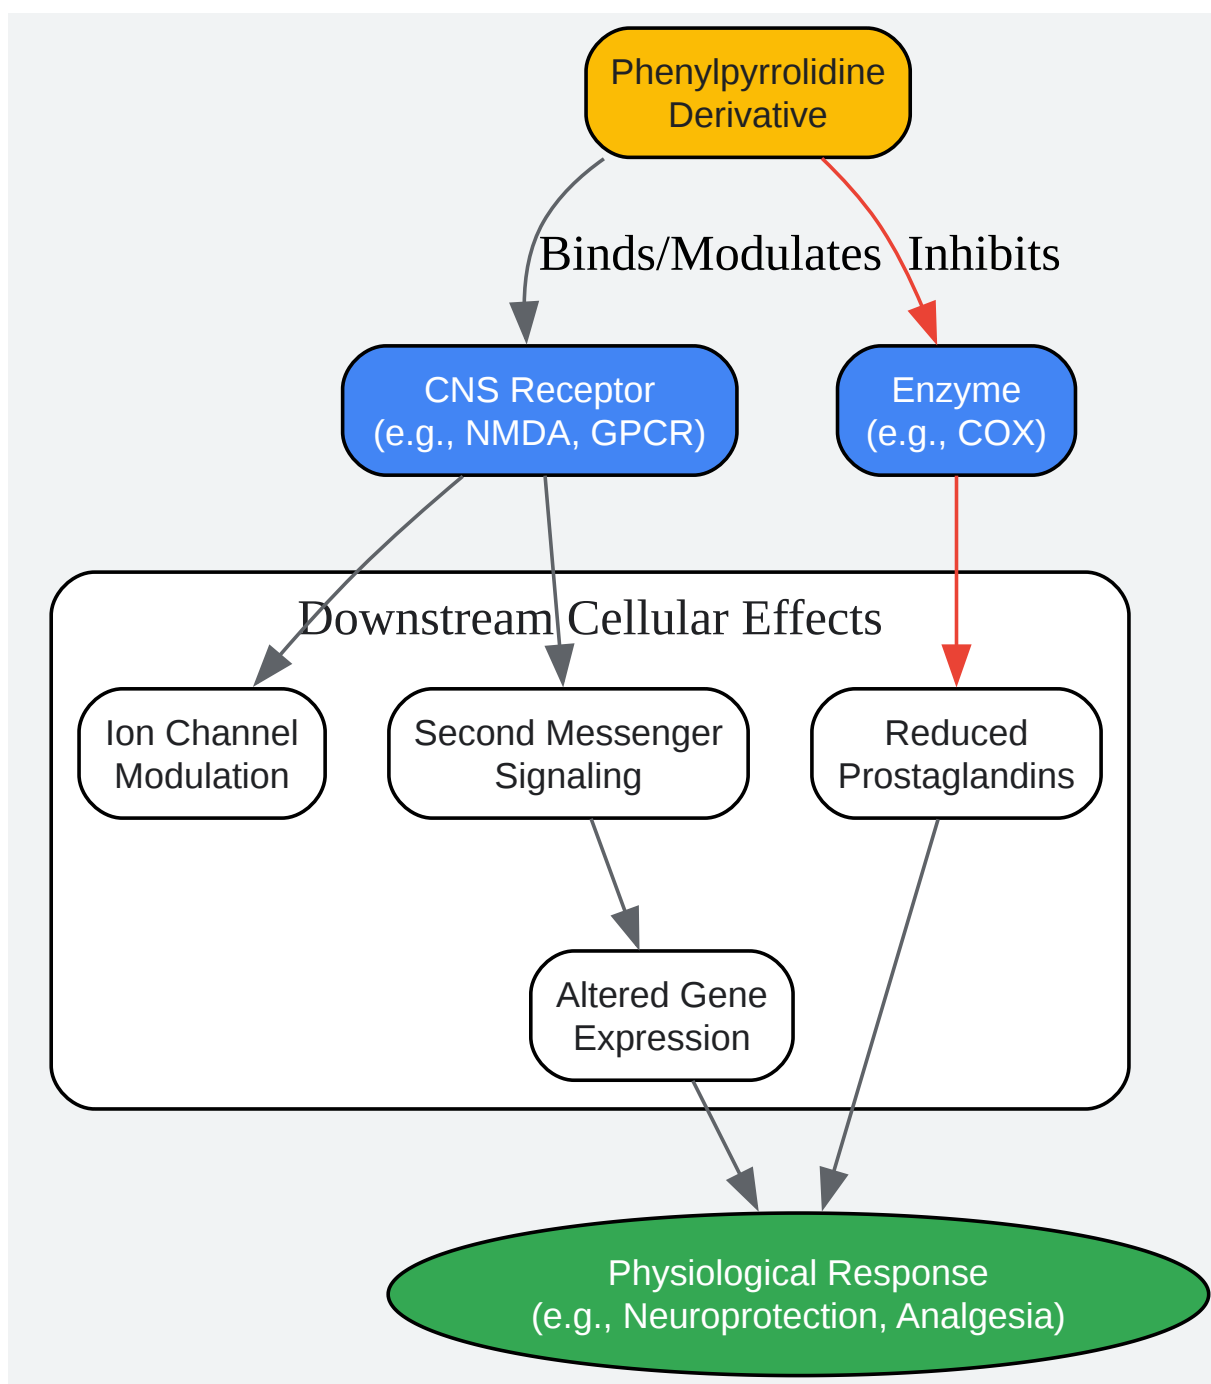 Phenylpyrrolidine
Derivative
Binds/Modulates
Inhibits
CNS Receptor
(e.g., NMDA, GPCR)
Enzyme
(e.g., COX)
Downstream Cellular Effects
Ion Channel
Modulation
Second Messenger
Signaling
Reduced
Prostaglandins
Altered Gene
Expression
Physiological Response
(e.g., Neuroprotection, Analgesia)